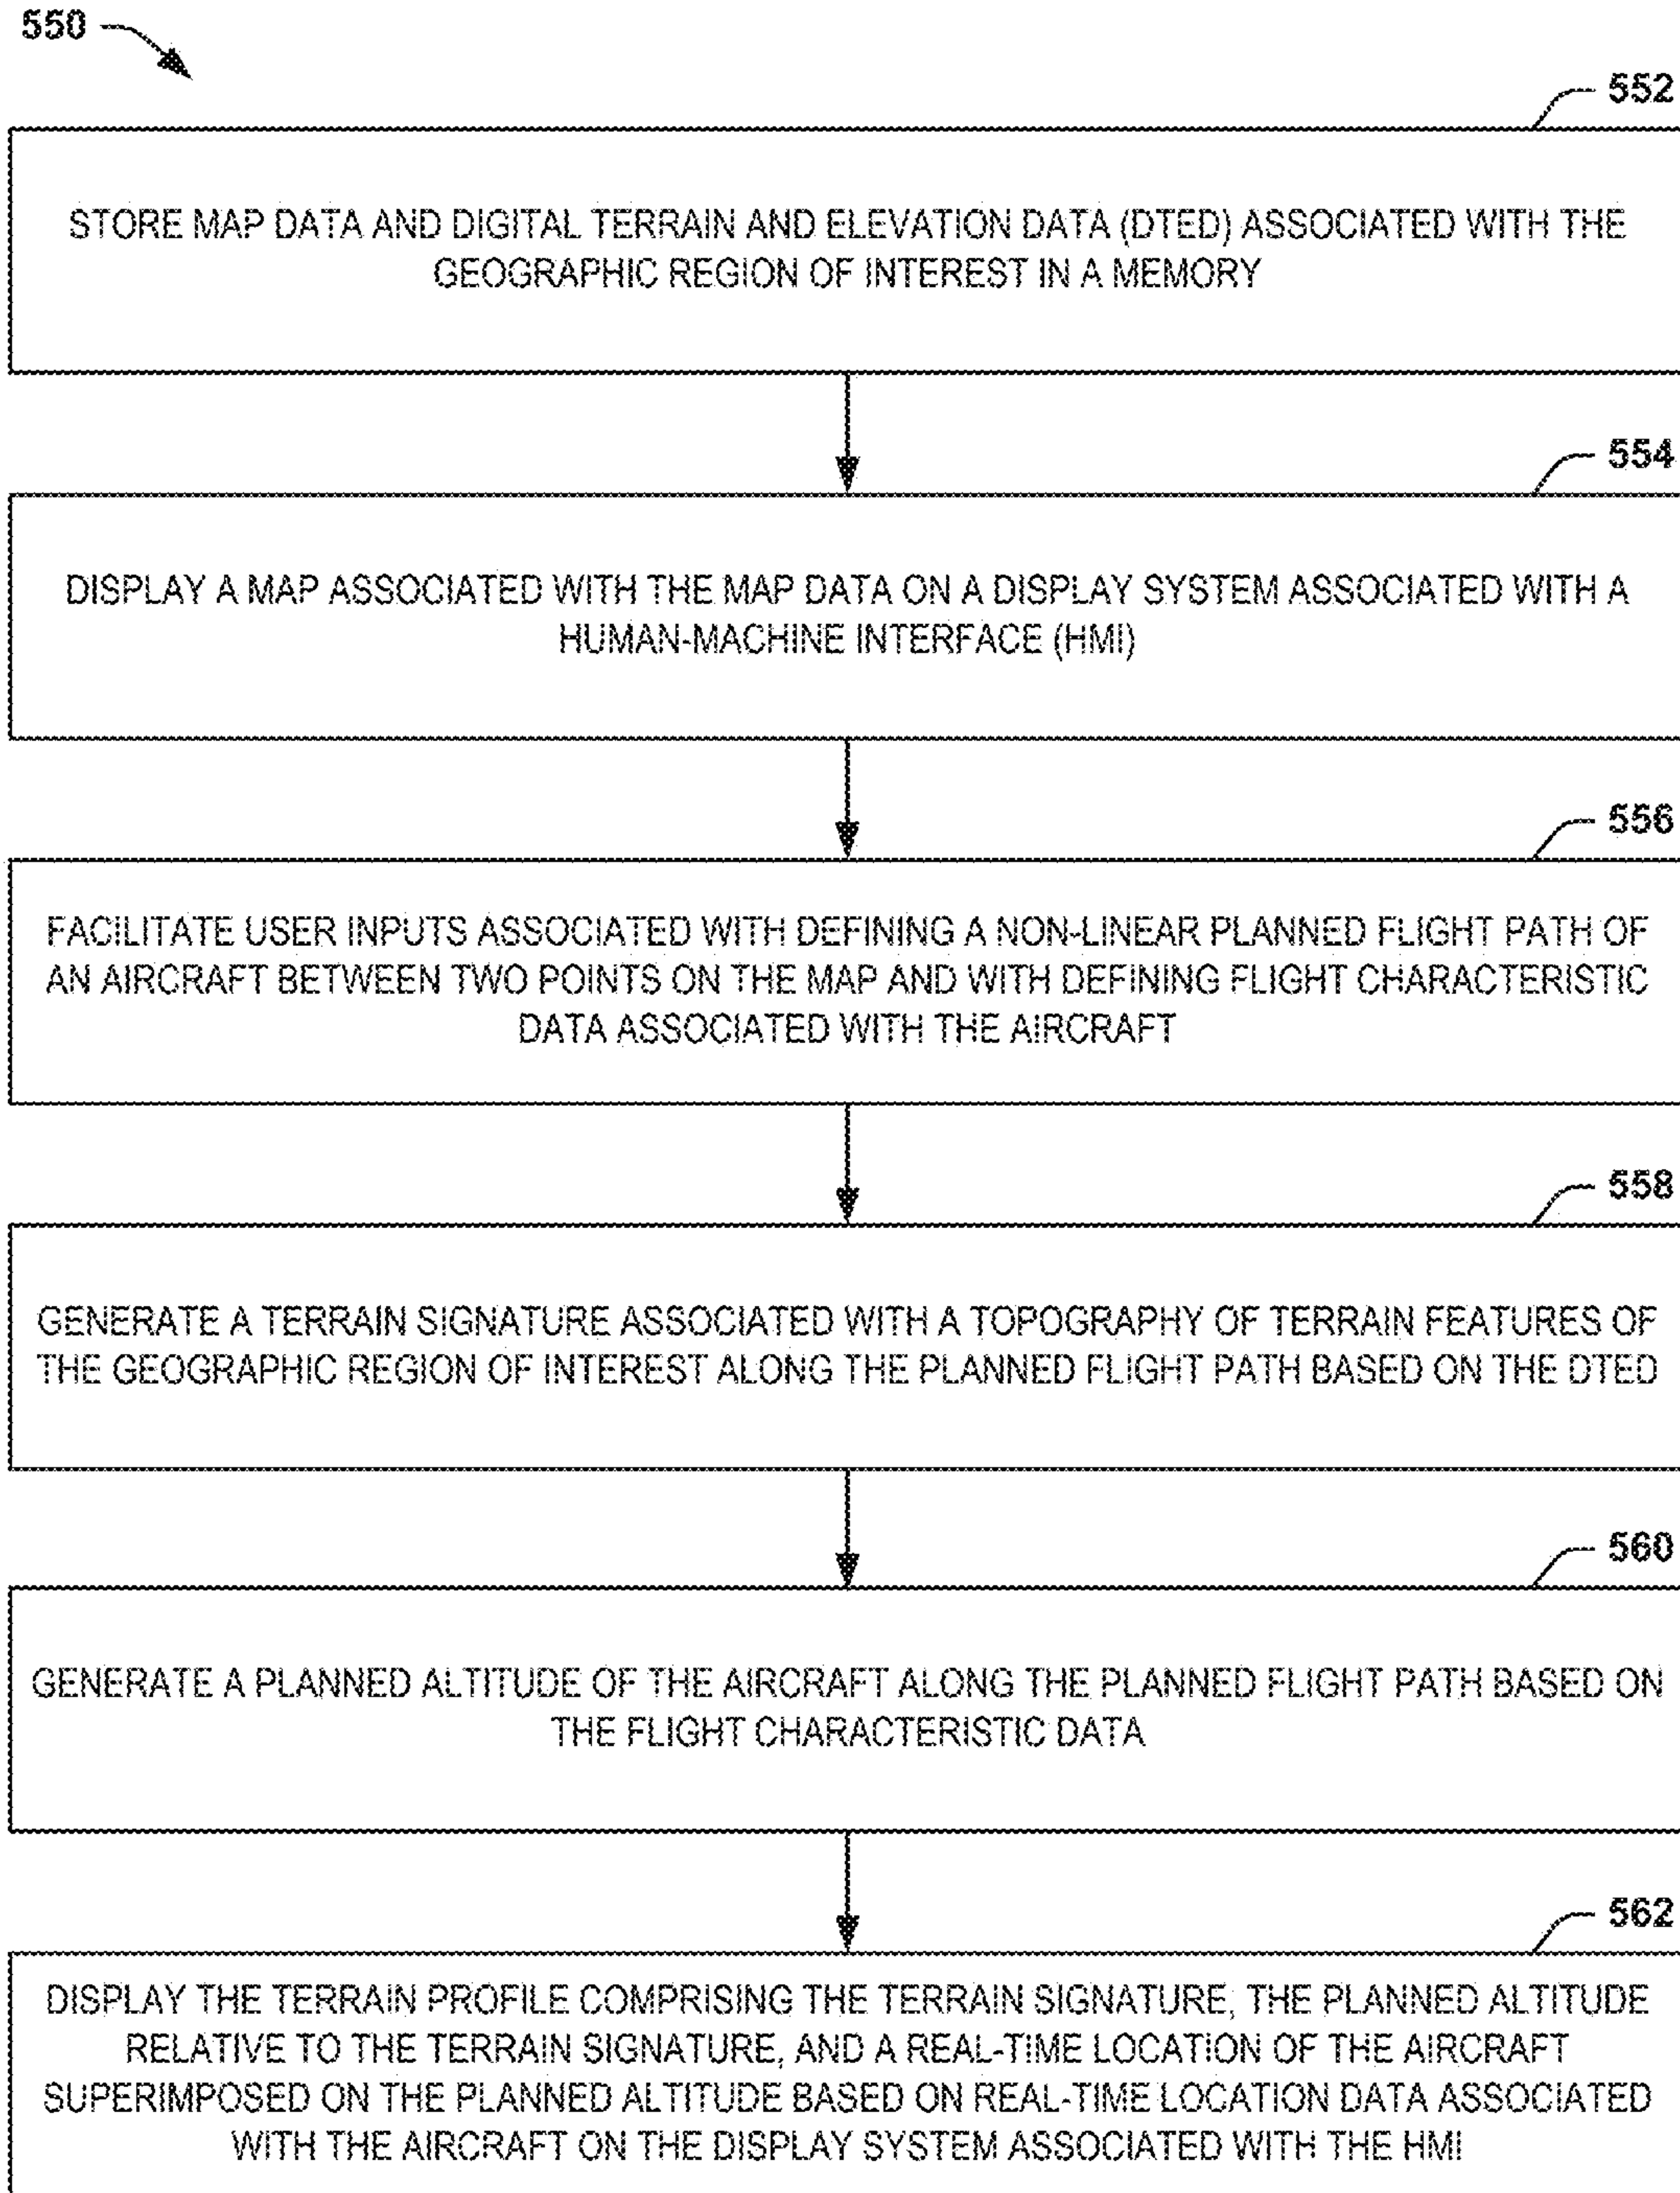 550
552
STORE MAP DATA AND DIGITAL TERRAIN AND ELEVATION DATA (DTED) ASSOCIATED WITH THE
GEOGRAPHIC REGION OF INTEREST IN A MEMORY
554
DISPLAY A MAP ASSOCIATED WITH THE MAP DATA ON A DISPLAY SYSTEM ASSOCIATED WITH A
HUMAN-MACHINE INTERFACE (HMI)
556
FACILITATE USER INPUTS ASSOCIATED WITH DEFINING A NON-LINEAR PLANNED FLIGHT PATH OF
AN AIRCRAFT BETWEEN TWO POINTS ON THE MAP AND WITH DEFINING FLIGHT CHARACTERISTIC
DATA ASSOCIATED WITH THE AIRCRAFT
558
GENERATE A TERRAIN SIGNATURE ASSOCIATED WITH A TOPOGRAPHY OF TERRAIN FEATURES OF
THE GEOGRAPHIC REGION OF INTEREST ALONG THE PLANNED FLIGHT PATH BASED ON THE DTED
560
GENERATE A PLANNED ALTITUDE OF THE AIRCRAFT ALONG THE PLANNED FLIGHT PATH BASED ON
THE FLIGHT CHARACTERISTIC DATA
562
DISPLAY THE TERRAIN PROFILE COMPRISING THE TERRAIN SIGNATURE, THE PLANNED ALTITUDE
RELATIVE TO THE TERRAIN SIGNATURE, AND A REAL-TIME LOCATION OF THE AIRCRAFT
SUPERIMPOSED ON THE PLANNED ALTITUDE BASED ON REAL-TIME LOCATION DATA ASSOCIATED
WITH THE AIRCRAFT ON THE DISPLAY SYSTEM ASSOCIATED WITH THE HMI